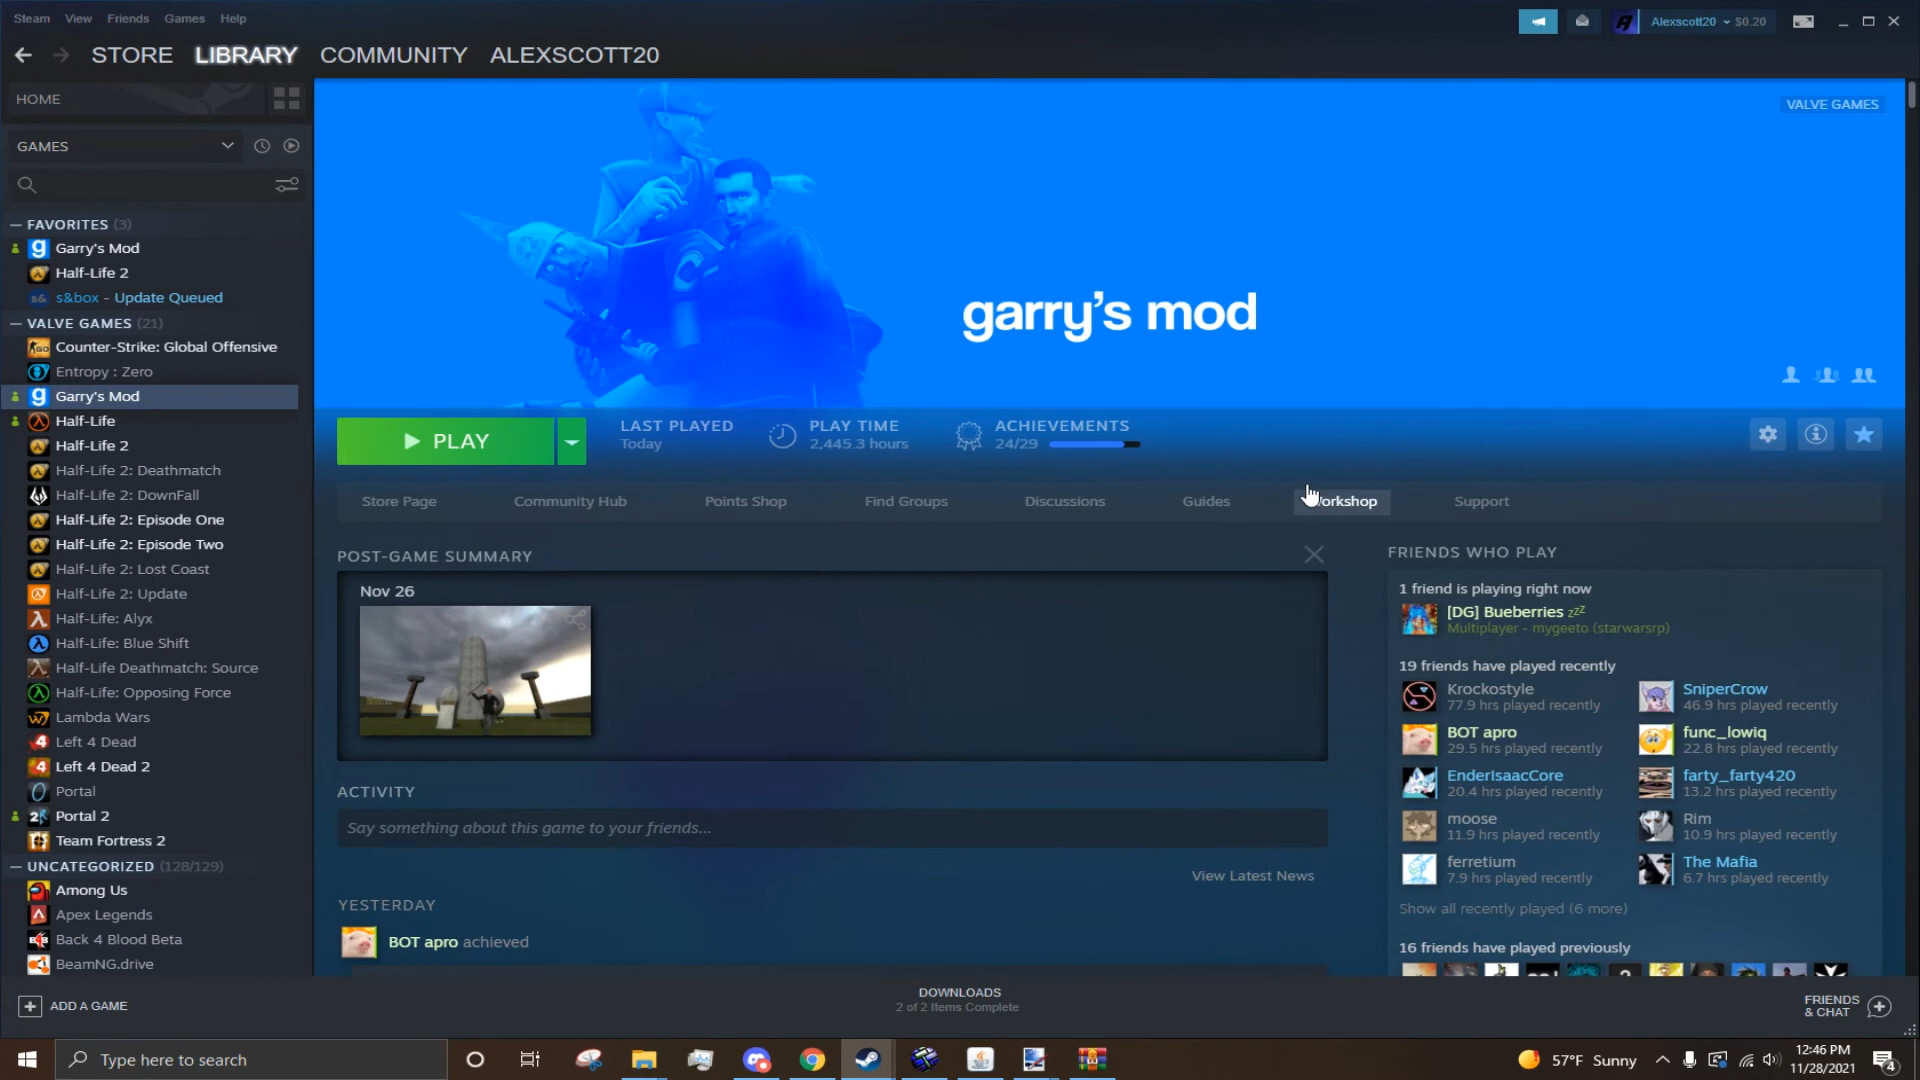 Steam View Friends Games Help
Alexscott20 $0.20
STORE LIBRARY COMMUNITY ALEXSCOTT20
HOME
VALVE GAMES
GAMES
FAVORITES (3)
Garry's Mod
Half-Life 2
s&box - Update Queued
VALVE GAMES (21)
Counter-Strike: Global Offensive
Entropy : Zero
Garry's Mod
Half-Life
Half-Life 2
Half-Life 2: Deathmatch
Half-Life 2: DownFall
Half-Life 2: Episode One
Half-Life 2: Episode Two
Half-Life 2: Lost Coast
Half-Life 2: Update
Half-Life: Alyx
Half-Life: Blue Shift
Half-Life Deathmatch: Source
Half-Life: Opposing Force
Lambda Wars
Left 4 Dead
Left 4 Dead 2
Portal
Portal 2
Team Fortress 2
UNCATEGORIZED (128/129)
Among Us
Apex Legends
Back 4 Blood Beta
BeamNG.drive
garry's mod
PLAY
LAST PLAYED
Today
PLAY TIME
2,445.3 hours
ACHIEVEMENTS
24/29
Store Page Community Hub Points Shop Find Groups Discussions Guides Workshop Support
POST-GAME SUMMARY
Nov 26
ACTIVITY
Say something about this game to your friends...
View Latest News
YESTERDAY
BOT apro achieved
FRIENDS WHO PLAY
1 friend is playing right now
[DG] Bueberries zzZ
Multiplayer - mygeeto (starwarsrp)
19 friends have played recently
Krockostyle
77.9 hrs played recently
SniperCrow
46.9 hrs played recently
BOT apro
29.5 hrs played recently
func_lowiq
22.8 hrs played recently
EnderIsaacCore
20.4 hrs played recently
farty_farty420
13.2 hrs played recently
moose
11.9 hrs played recently
Rim
10.9 hrs played recently
ferretium
7.9 hrs played recently
The Mafia
6.7 hrs played recently
Show all recently played (6 more)
16 friends have played previously
ADD A GAME
DOWNLOADS
2 of 2 Items Complete
FRIENDS
& CHAT
Type here to search
57°F Sunny
12:46 PM
11/28/2021
4